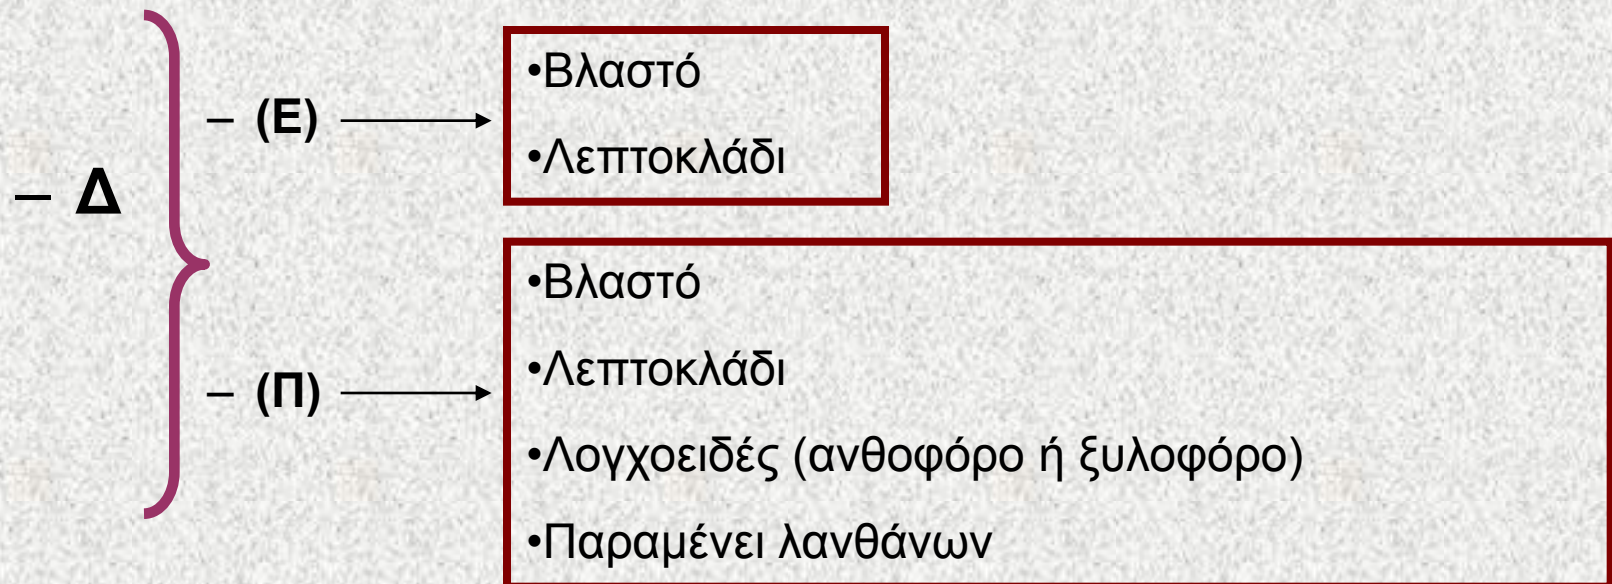 – Δ
– (Ε)
•Βλαστό
•Λεπτοκλάδι
– (Π)
•Βλαστό
•Λεπτοκλάδι
•Λογχοειδές (ανθοφόρο ή ξυλοφόρο)
•Παραμένει λανθάνων